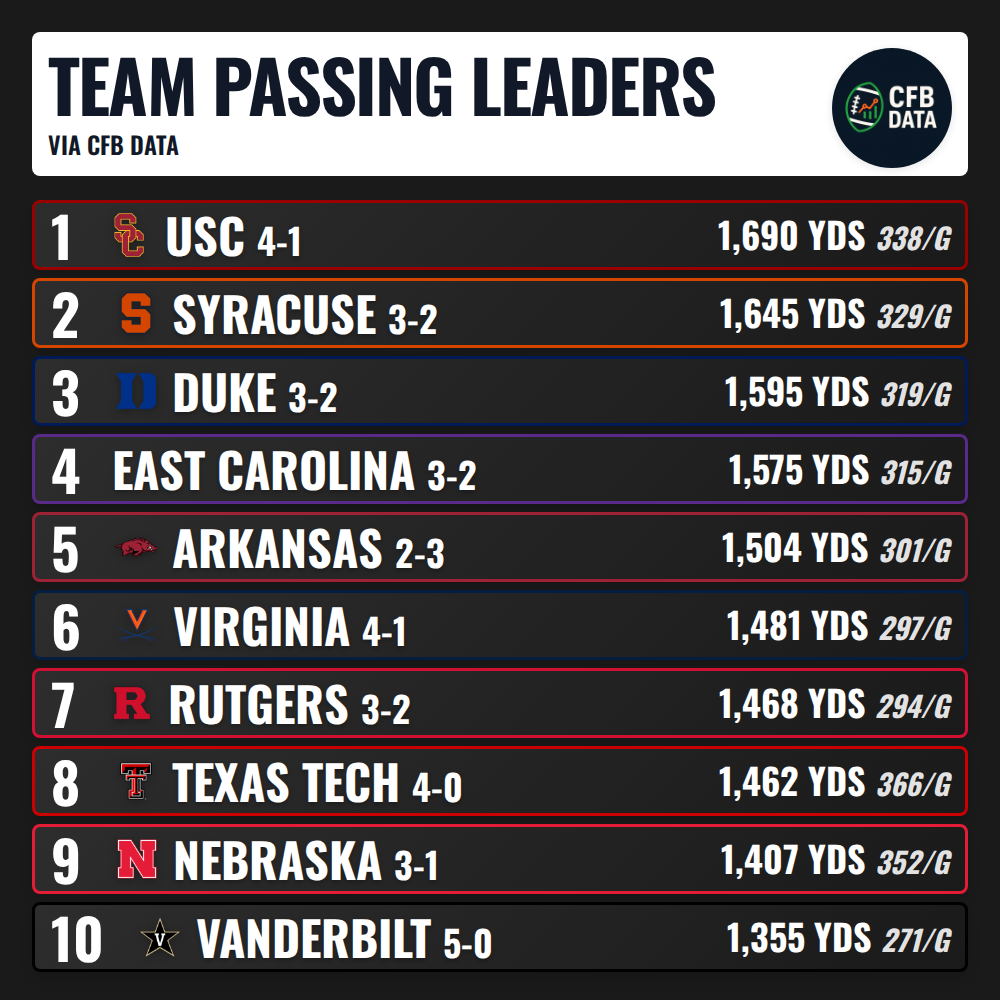 TEAM PASSING LEADERS
VIA CFB DATA
CFB
DATA
1 SC USC 4-1 1,690 YDS 338/G
2 S SYRACUSE 3-2 1,645 YDS 329/G
3 D DUKE 3-2 1,595 YDS 319/G
4 EAST CAROLINA 3-2 1,575 YDS 315/G
5 ARKANSAS 2-3 1,504 YDS 301/G
6 V VIRGINIA 4-1 1,481 YDS 297/G
7 R RUTGERS 3-2 1,468 YDS 294/G
8 T TEXAS TECH 4-0 1,462 YDS 366/G
9 N NEBRASKA 3-1 1,407 YDS 352/G
10 V VANDERBILT 5-0 1,355 YDS 271/G